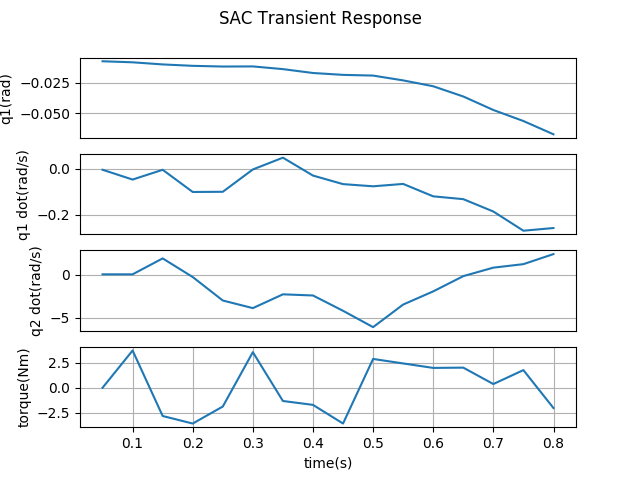 SAC Transient Response
q1(rad)
−0.025
−0.050
q1 dot(rad/s)
0.0
−0.2
q2 dot(rad/s)
0
−5
torque(Nm)
2.5
0.0
−2.5
0.1 0.2 0.3 0.4 0.5 0.6 0.7 0.8
time(s)